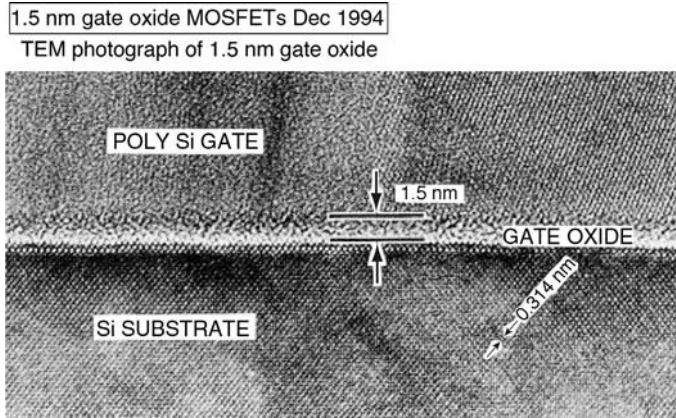 1.5 nm gate oxide MOSFETs Dec 1994
TEM photograph of 1.5 nm gate oxide
POLY Si GATE
1.5 nm
GATE OXIDE
Si SUBSTRATE
0.314 nm